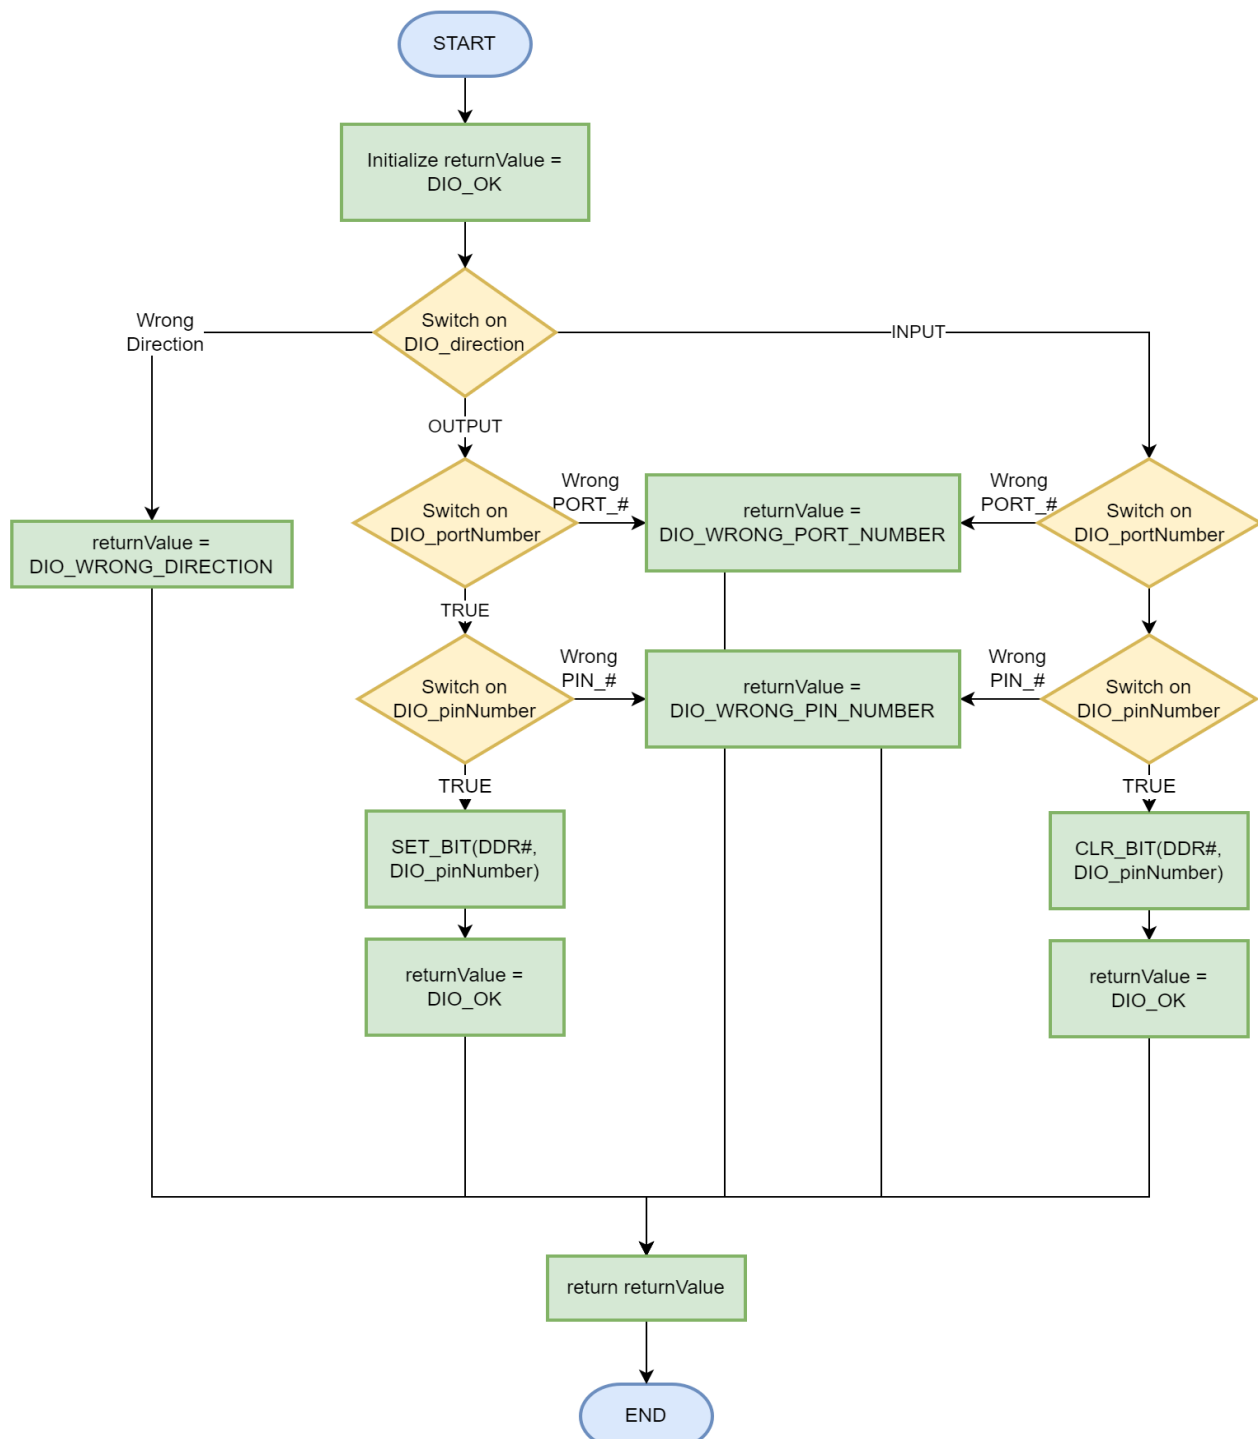 START
Initialize returnValue =
DIO_OK
Switch on
DIO_direction
Wrong
Direction
INPUT
OUTPUT
returnValue =
DIO_WRONG_DIRECTION
Switch on
DIO_portNumber
Wrong
PORT_#
returnValue =
DIO_WRONG_PORT_NUMBER
Wrong
PORT_#
Switch on
DIO_portNumber
TRUE
Switch on
DIO_pinNumber
Wrong
PIN_#
returnValue =
DIO_WRONG_PIN_NUMBER
Wrong
PIN_#
Switch on
DIO_pinNumber
TRUE
TRUE
SET_BIT(DDR#,
DIO_pinNumber)
CLR_BIT(DDR#,
DIO_pinNumber)
returnValue =
DIO_OK
returnValue =
DIO_OK
return returnValue
END